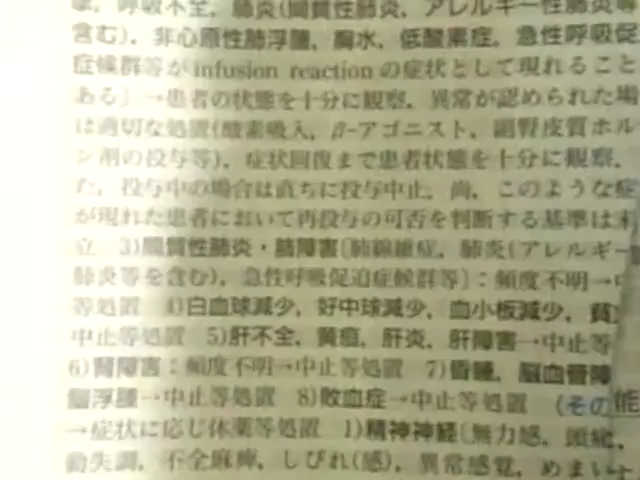 呼吸不全，肺炎(間質性肺炎，アレルギー性肺炎等
含む)，非心原性肺浮腫，胸水，低酸素症，急性呼吸促
症候群等がinfusion reactionの症状として現れること
ある〕→患者の状態を十分に観察，異常が認められた場
は適切な処置(酸素吸入，β-アゴニスト，副腎皮質ホル
ン剤の投与等)，症状回復まで患者状態を十分に観察，
た，投与中の場合は直ちに投与中止，尚，このような症
が現れた患者において再投与の可否を判断する基準は未
立 3)間質性肺炎・肺障害〔肺線維症，肺炎(アレルギー
肺炎等を含む)，急性呼吸促迫症候群等〕：頻度不明→
等処置 4)白血球減少，好中球減少，血小板減少，貧
中止等処置 5)肝不全，黄疸，肝炎，肝障害→中止等
6)腎障害：頻度不明→中止等処置 7)昏睡，脳血管障
脳浮腫→中止等処置 8)敗血症→中止等処置 (その
→症状に応じ休薬等処置 1)精神神経〔無力感，頭痛，
動失調，不全麻痺，しびれ(感)，異常感覚，めまい